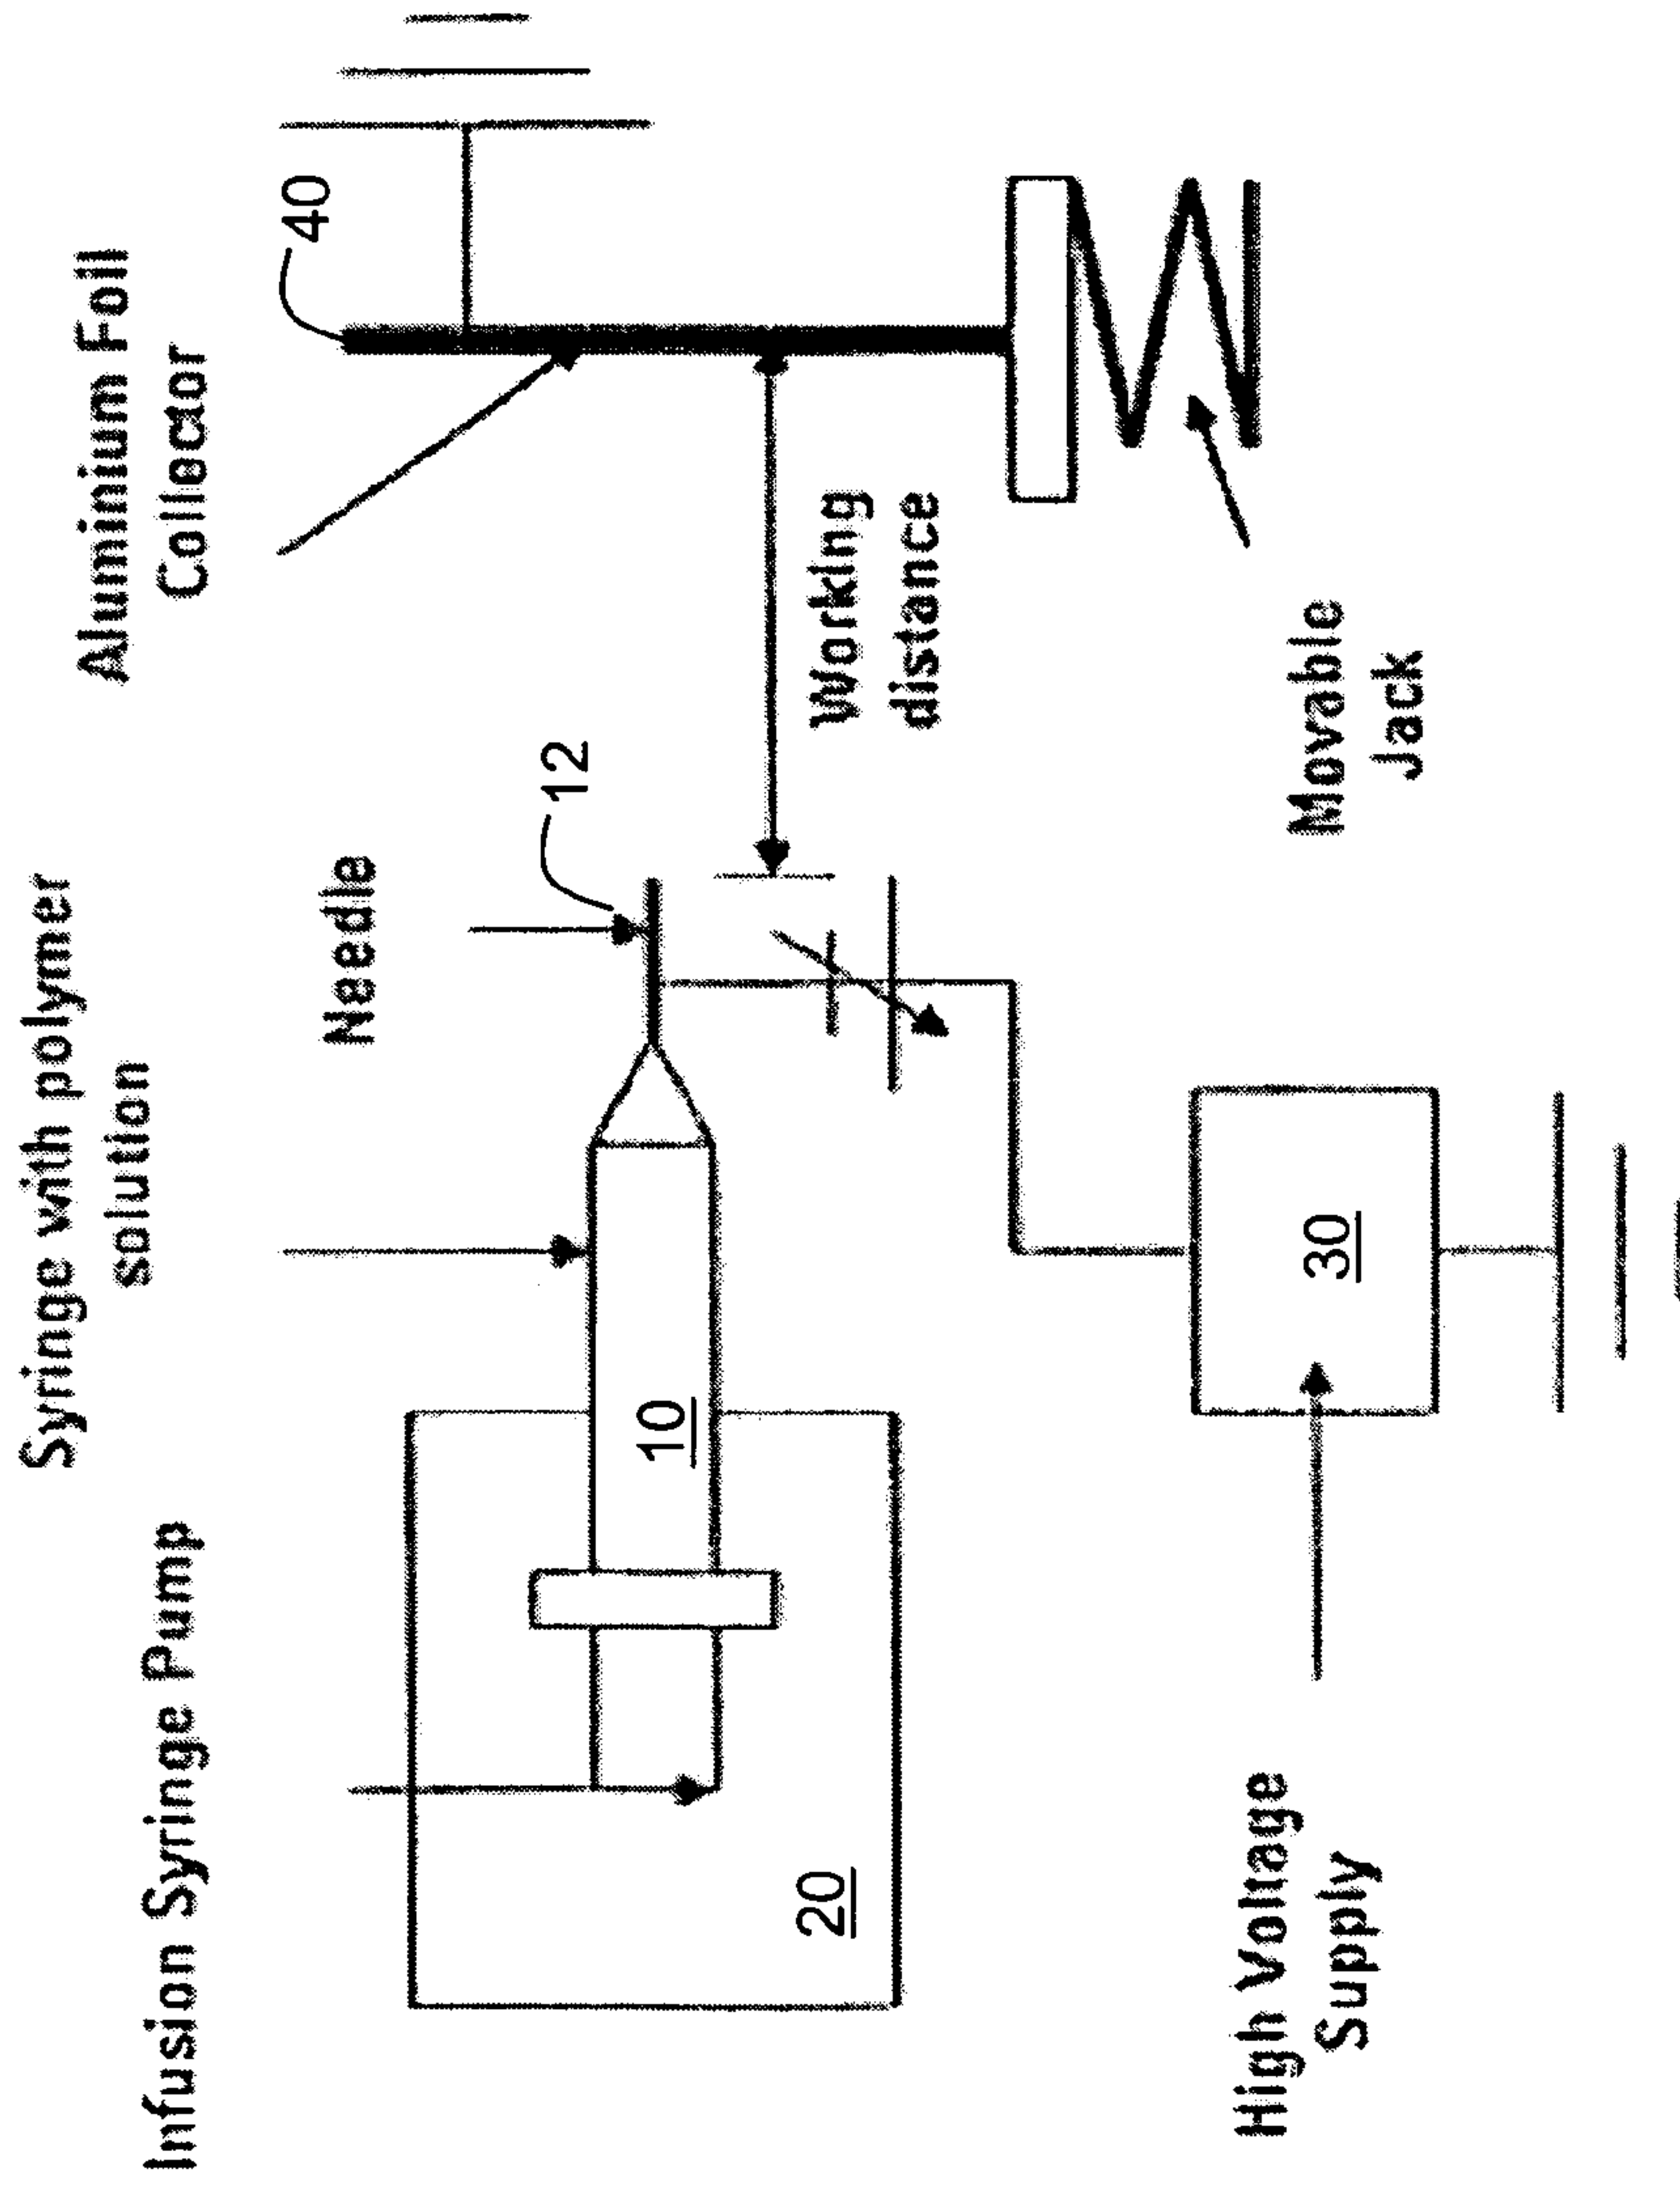 Syringe with polymer
solution
Infusion Syringe Pump
Needle
12
Aluminium Foil
Collector
40
10
20
Working
distance
30
High Voltage
Supply
Movable
Jack